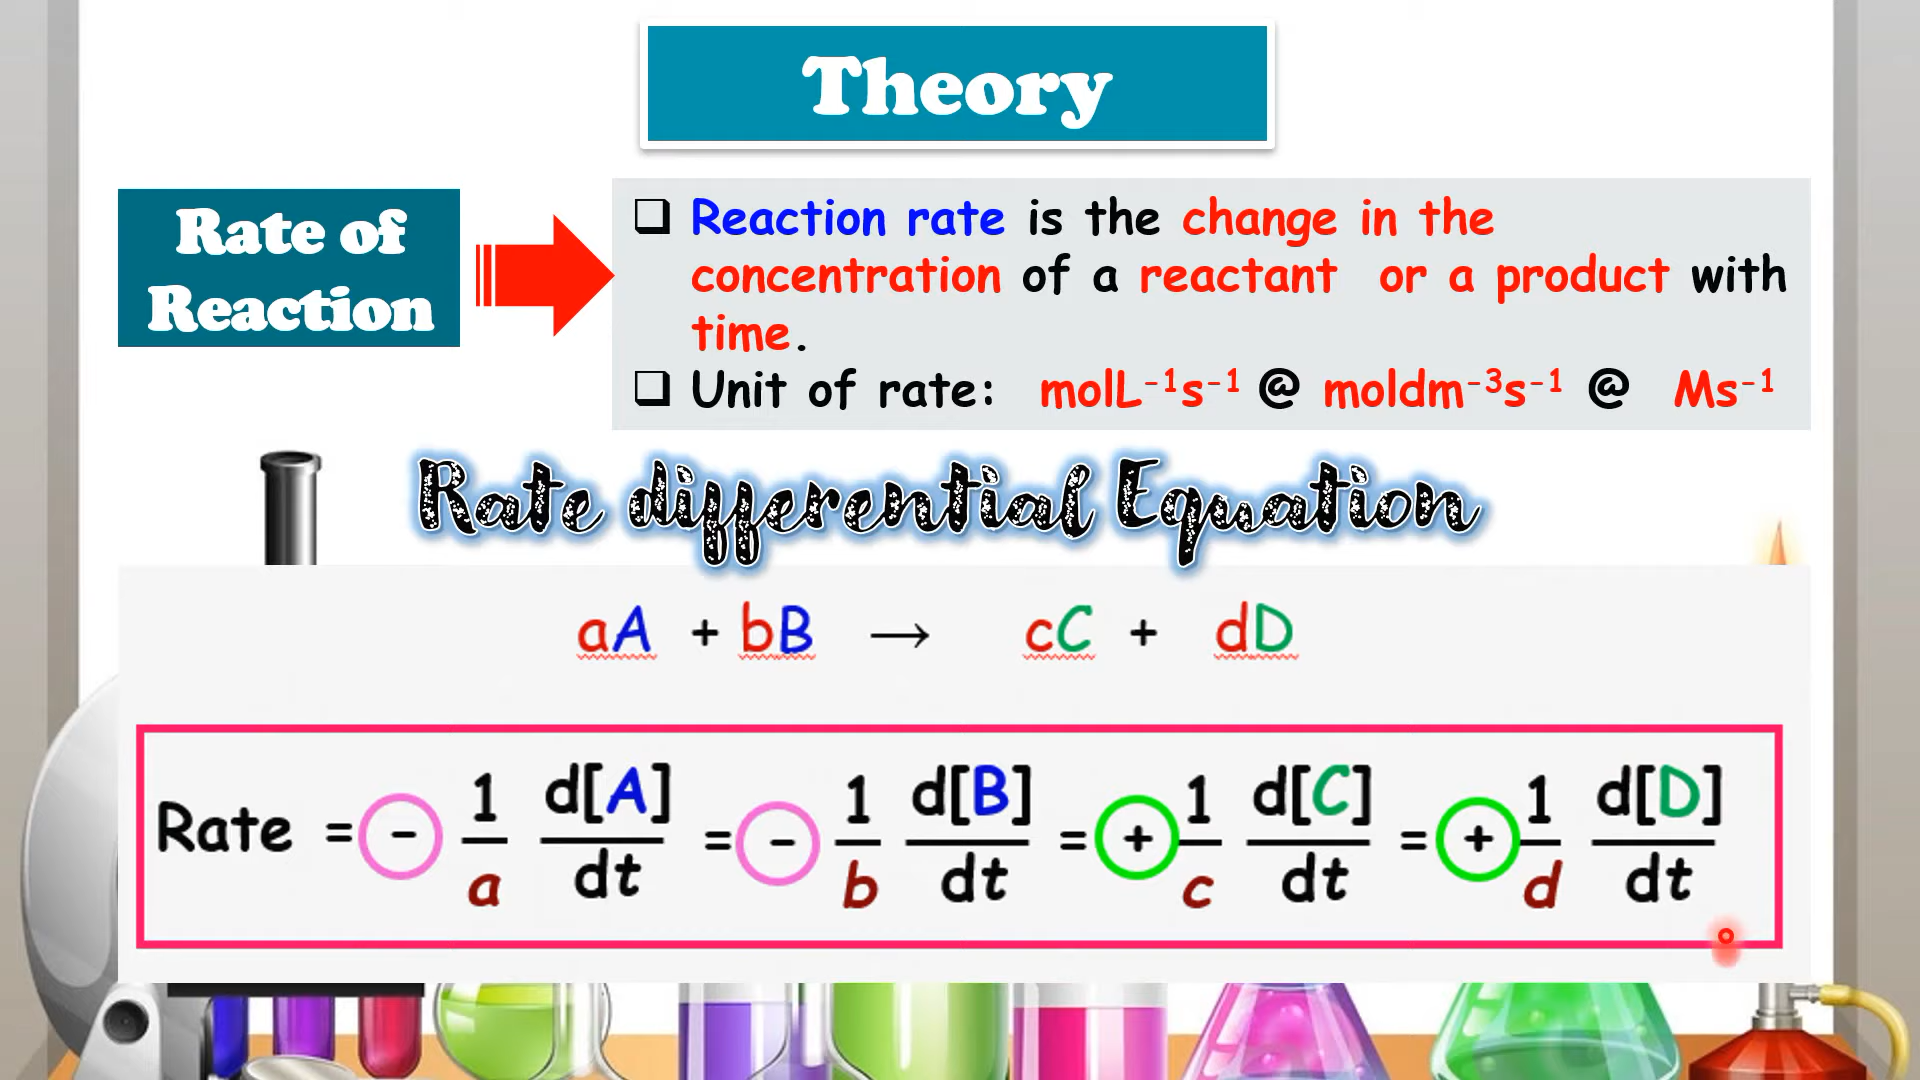 Theory
Rate of
Reaction
❑ Reaction rate is the change in the
concentration of a reactant or a product with
time.
❑ Unit of rate: molL⁻¹s⁻¹ @ moldm⁻³s⁻¹ @ Ms⁻¹
Rate differential Equation
aA + bB → cC + dD
Rate = - 1/a d[A]/dt = - 1/b d[B]/dt = + 1/c d[C]/dt = + 1/d d[D]/dt